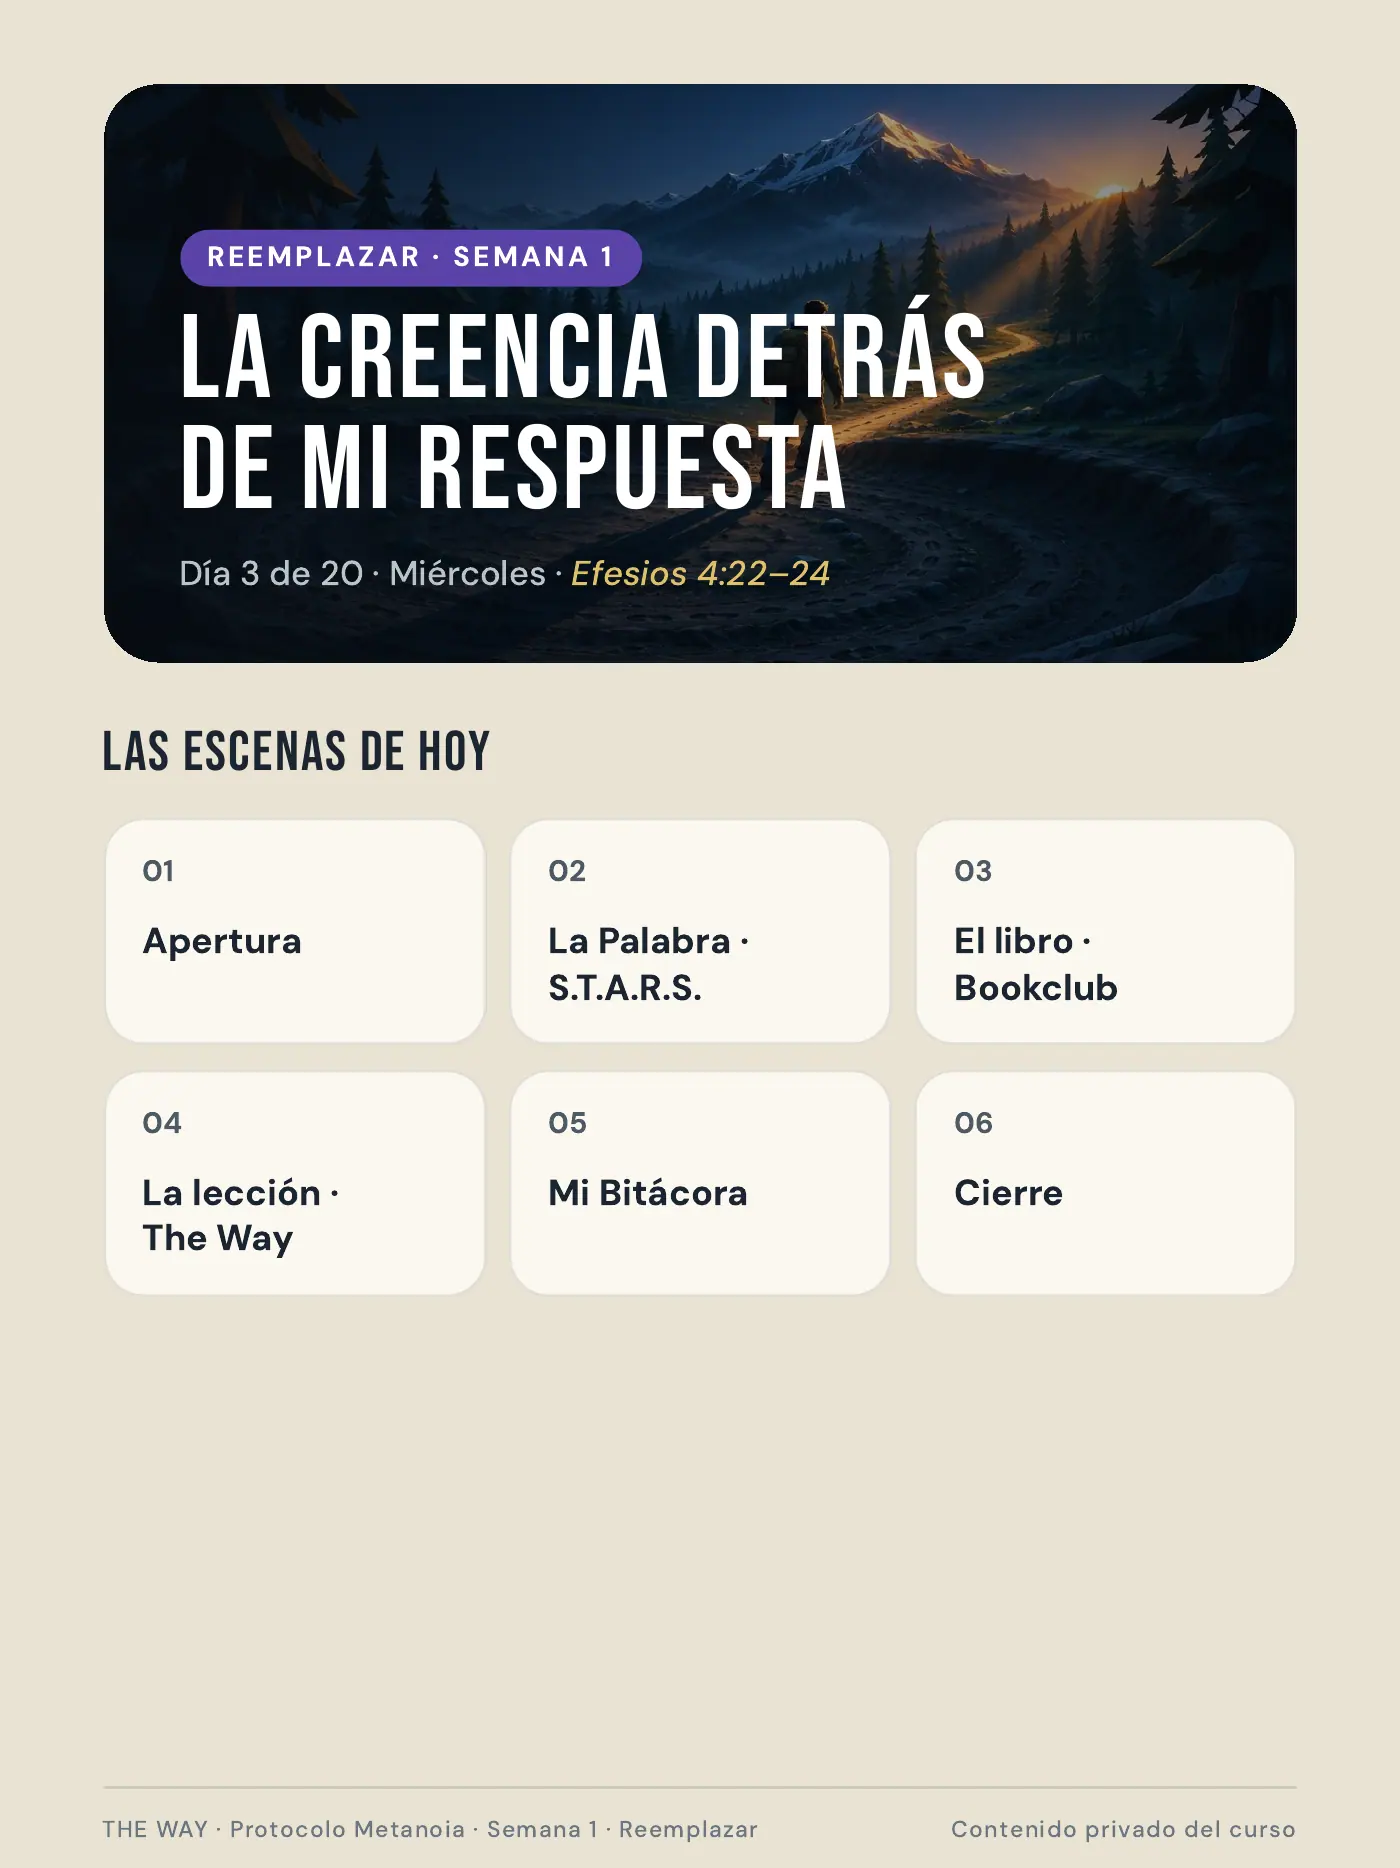 REEMPLAZAR · SEMANA 1
LA CREENCIA DETRÁS
DE MI RESPUESTA
Día 3 de 20 · Miércoles · Efesios 4:22–24
LAS ESCENAS DE HOY
01
Apertura
02
La Palabra ·
S.T.A.R.S.
03
El libro ·
Bookclub
04
La lección ·
The Way
05
Mi Bitácora
06
Cierre
THE WAY · Protocolo Metanoia · Semana 1 · Reemplazar
Contenido privado del curso